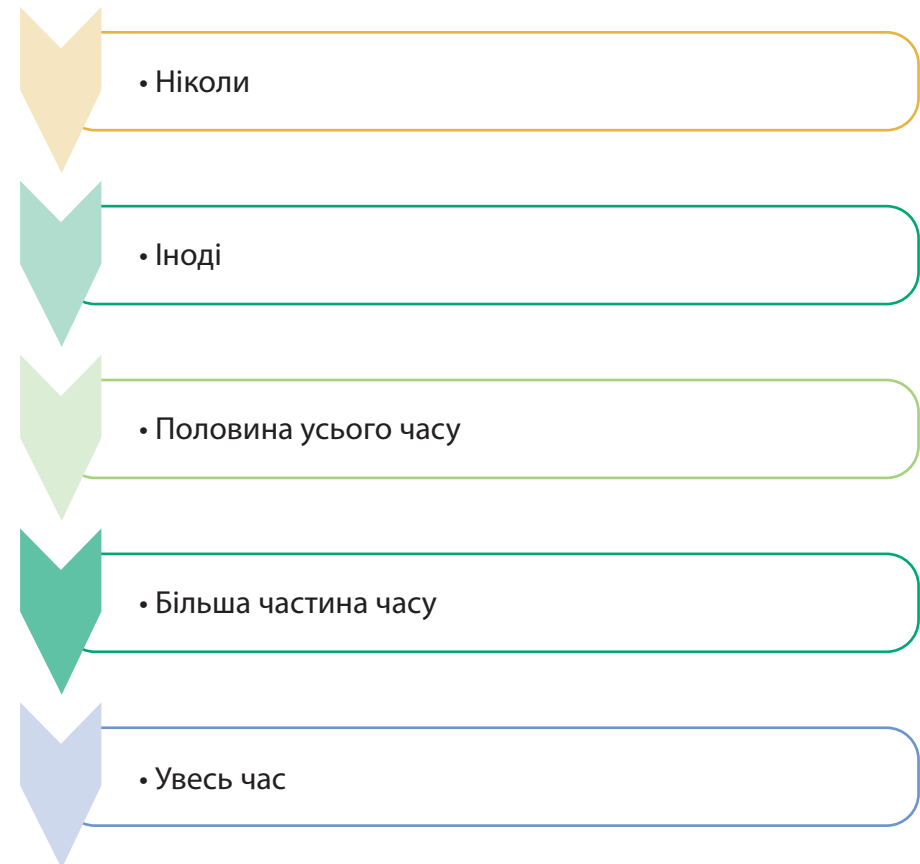 • Ніколи
• Іноді
• Половина усього часу
• Більша частина часу
• Увесь час